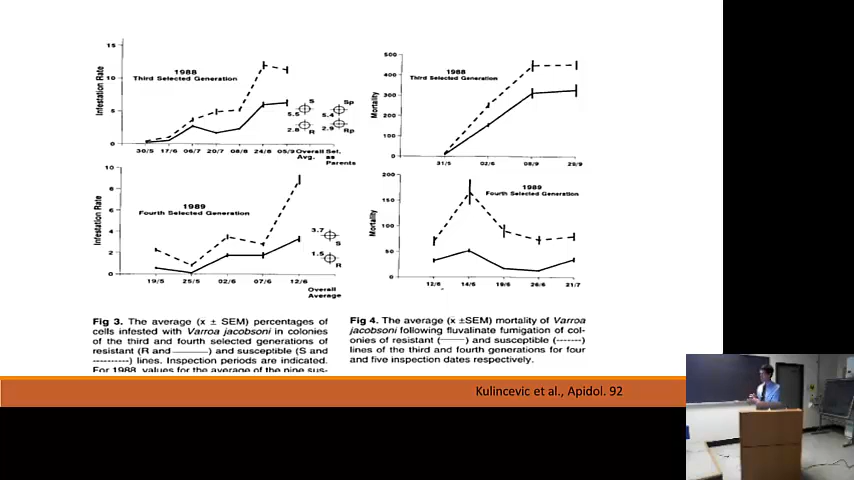 15
10
5
0
Infestation Rate
1988
Third Selected Generation
30/5 17/6 06/7 20/7 08/8 24/8 05/9 Overall Sel.
Avg. as
Parents
5.5 S
2.8 R
5.4 Sp
2.9 Rp
500
400
300
200
100
0
Mortality
1988
Third Selected Generation
31/5 02/6 08/9 25/9
10
8
6
4
2
0
Infestation Rate
1989
Fourth Selected Generation
19/5 25/5 02/6 07/6 12/6
3.7 S
1.5 R
Overall
Average
200
150
100
50
0
Mortality
1989
Fourth Selected Generation
12/6 14/5 19/6 26/6 21/7
Fig 3. The average (x ± SEM) percentages of
cells infested with Varroa jacobsoni in colonies
of the third and fourth selected generations of
resistant (R and ———) and susceptible (S and
----------) lines. Inspection periods are indicated.
For 1988, values for the average of the nine sus-
Fig 4. The average (x ±SEM) mortality of Varroa
jacobsoni following fluvalinate fumigation of col-
onies of resistant (——) and susceptible (-------)
lines of the third and fourth generations for four
and five inspection dates respectively.
Kulincevic et al., Apidol. 92